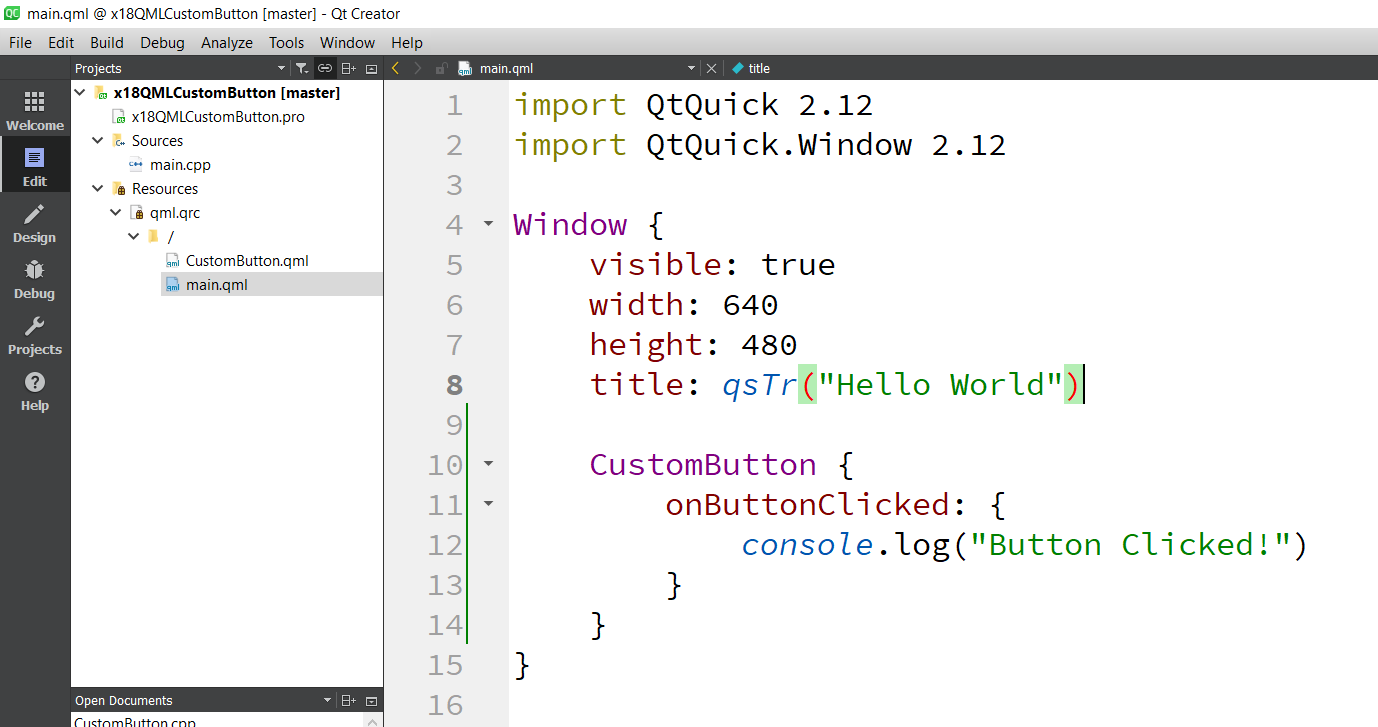 main.qml @ x18QMLCustomButton [master] - Qt Creator
File Edit Build Debug Analyze Tools Window Help
Projects
main.qml
title
Welcome
Edit
Design
Debug
Projects
Help
x18QMLCustomButton [master]
x18QMLCustomButton.pro
Sources
main.cpp
Resources
qml.qrc
/
CustomButton.qml
main.qml
Open Documents
CustomButton.cpp
1 import QtQuick 2.12
2 import QtQuick.Window 2.12
3
4 Window {
5     visible: true
6     width: 640
7     height: 480
8     title: qsTr("Hello World")
9
10     CustomButton {
11         onButtonClicked: {
12             console.log("Button Clicked!")
13         }
14     }
15 }
16